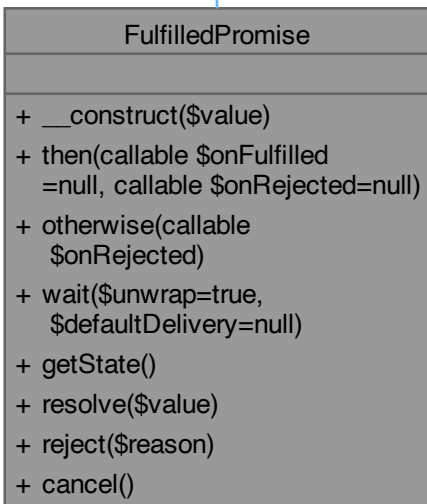 FulfilledPromise
+ __construct($value)
+ then(callable $onFulfilled
=null, callable $onRejected=null)
+ otherwise(callable
$onRejected)
+ wait($unwrap=true,
$defaultDelivery=null)
+ getState()
+ resolve($value)
+ reject($reason)
+ cancel()